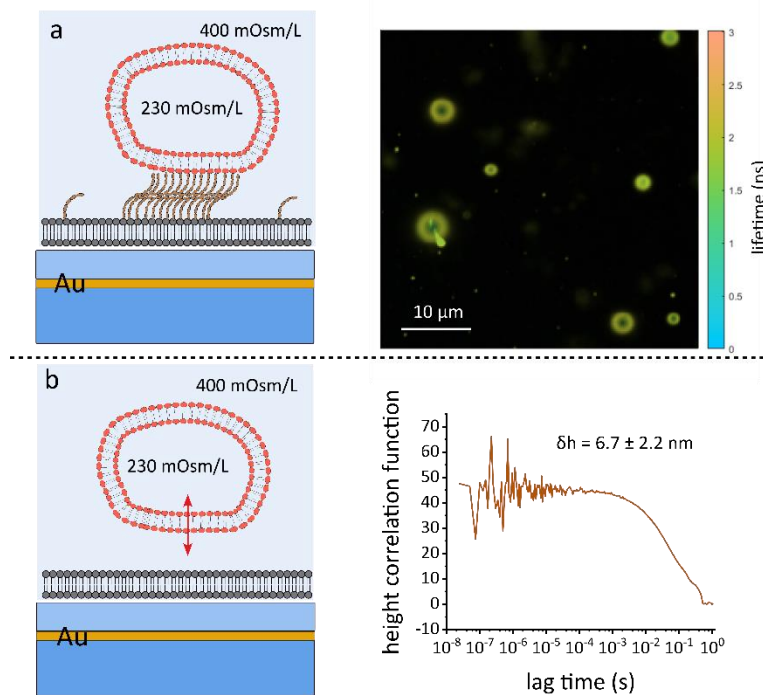 a
400 mOsm/L
230 mOsm/L
Au
10 µm
3
2.5
2
1.5
1
0.5
0
lifetime (ns)
b
400 mOsm/L
230 mOsm/L
Au
δh = 6.7 ± 2.2 nm
height correlation function
70
60
50
40
30
20
10
0
-10
10⁻⁸ 10⁻⁷ 10⁻⁶ 10⁻⁵ 10⁻⁴ 10⁻³ 10⁻² 10⁻¹ 10⁰
lag time (s)